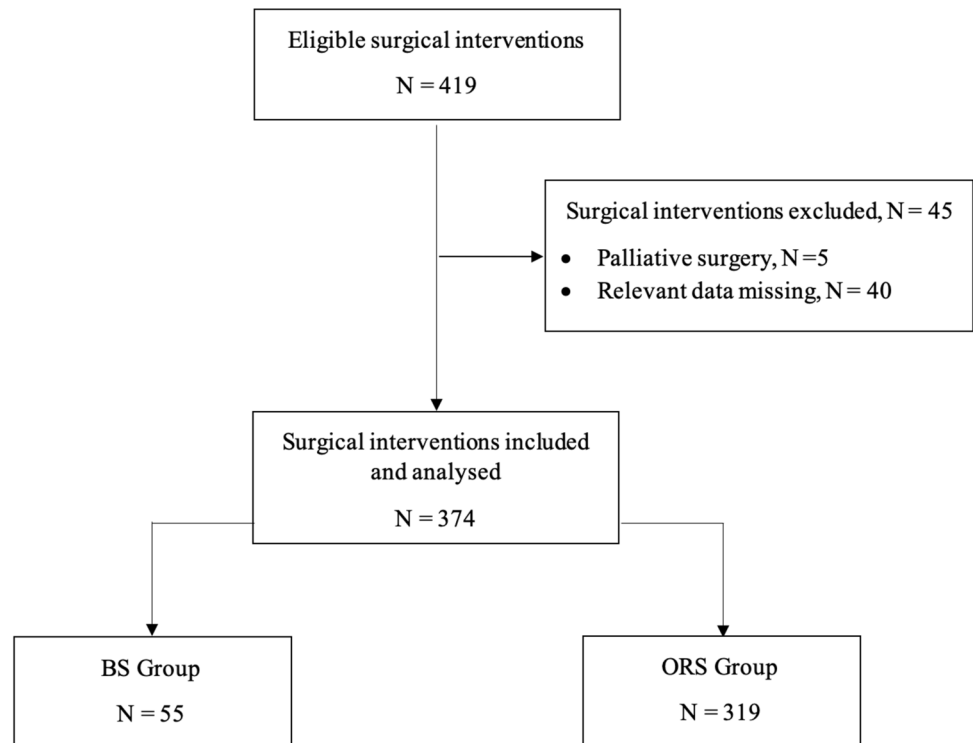 Eligible surgical interventions
N = 419
Surgical interventions excluded, N = 45
• Palliative surgery, N =5
• Relevant data missing, N = 40
Surgical interventions included
and analysed
N = 374
BS Group
N = 55
ORS Group
N = 319